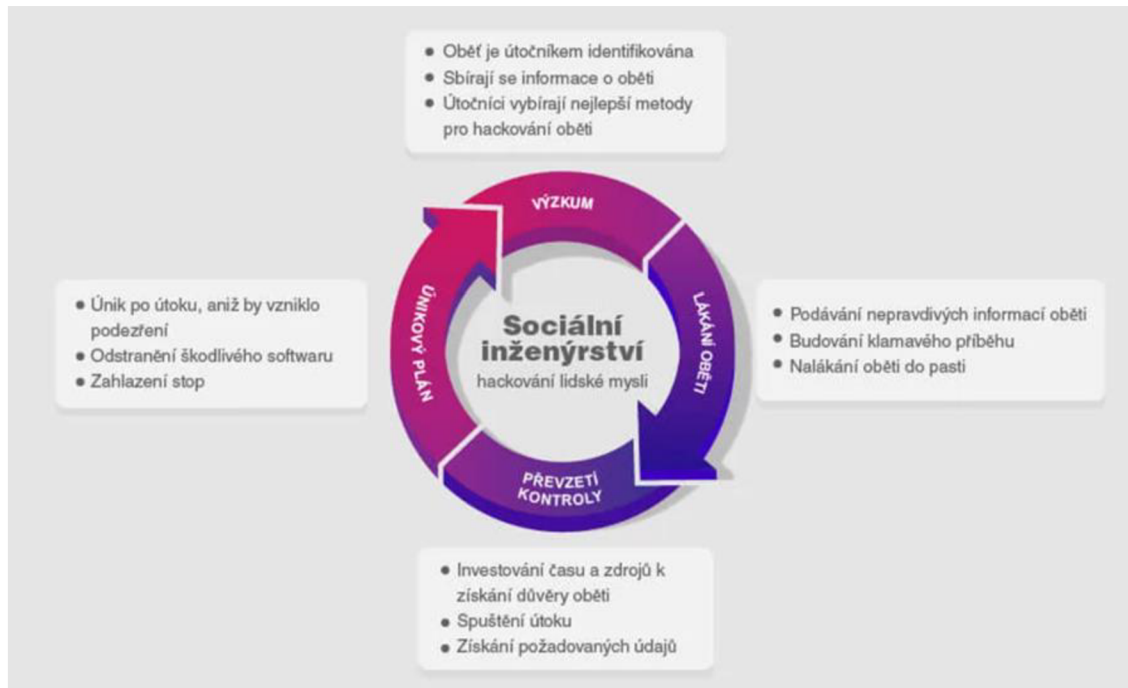 Oběť je útočníkem identifikována
Sbírají se informace o oběti
Útočníci vybírají nejlepší metody
pro hackování oběti
VÝZKUM
LÁKÁNÍ OBĚTI
Podávání nepravdivých informací oběti
Budování klamavého příběhu
Nalákání oběti do pasti
PŘEVZETÍ
KONTROLY
Investování času a zdrojů k
získání důvěry oběti
Spuštění útoku
Získání požadovaných údajů
ÚNIKOVÝ PLÁN
Únik po útoku, aniž by vzniklo
podezření
Odstranění škodlivého softwaru
Zahlazení stop
Sociální
inženýrství
hackování lidské mysli